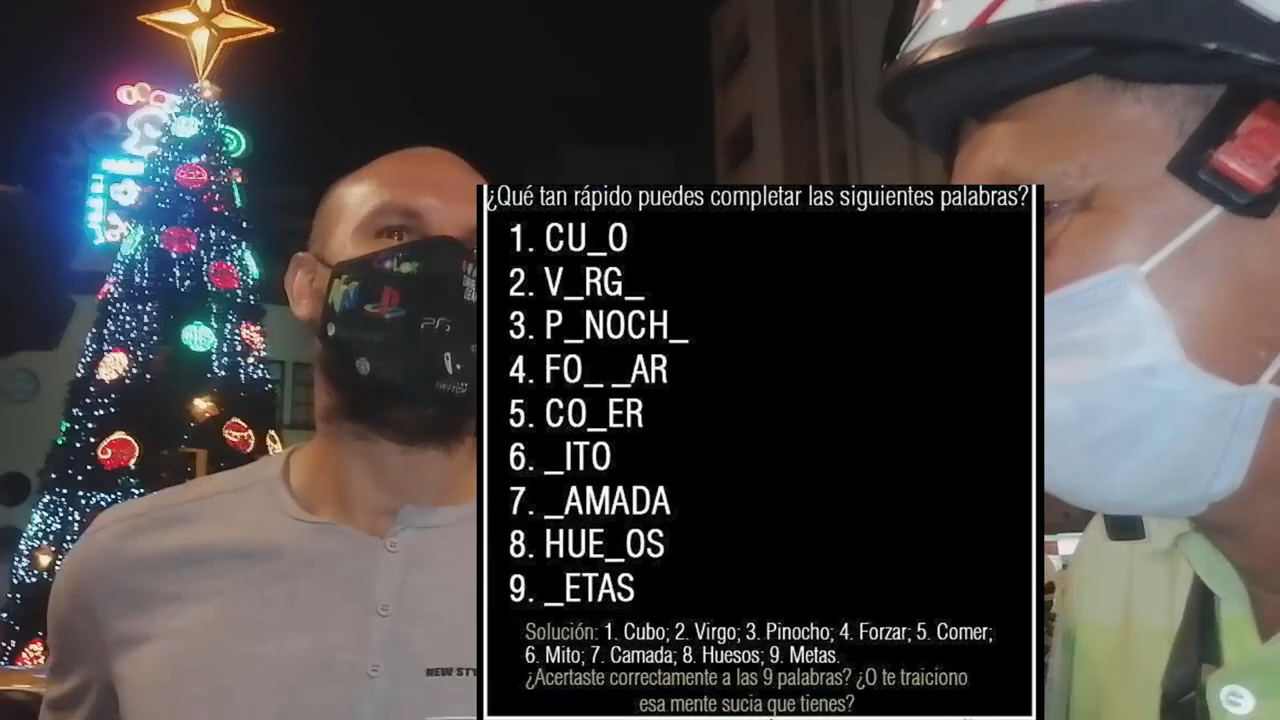 ¿Qué tan rápido puedes completar las siguientes palabras?
1. CU_O
2. V_RG_
3. P_NOCH_
4. FO_ _AR
5. CO_ER
6. _ITO
7. _AMADA
8. HUE_OS
9. _ETAS
Solución: 1. Cubo; 2. Virgo; 3. Pinocho; 4. Forzar; 5. Comer;
6. Mito; 7. Camada; 8. Huesos; 9. Metas.
¿Acertaste correctamente a las 9 palabras? ¿O te traiciono
esa mente sucia que tienes?
NEW STY